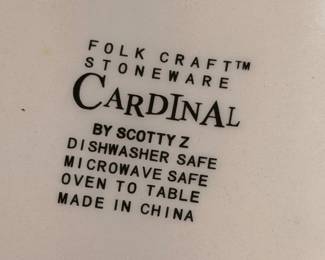 FOLK CRAFT™
STONEWARE
CARDINAL
BY SCOTTY Z
DISHWASHER SAFE
MICROWAVE SAFE
OVEN TO TABLE
MADE IN CHINA